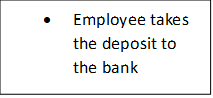 • Employee takes
the deposit to
the bank